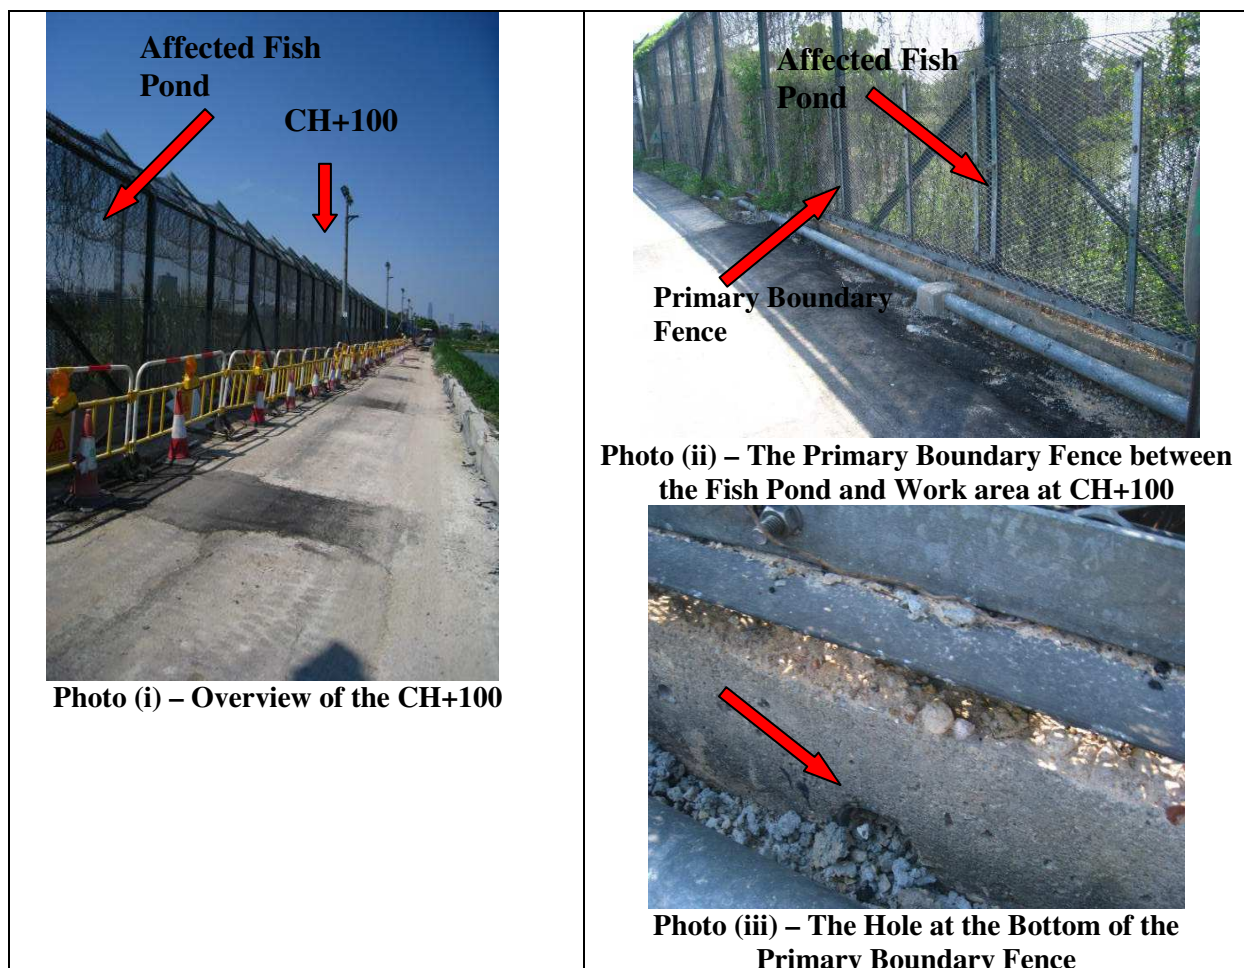 Affected Fish
Pond
CH+100
Photo (i) – Overview of the CH+100
Affected Fish
Pond
Primary Boundary
Fence
Photo (ii) – The Primary Boundary Fence between
the Fish Pond and Work area at CH+100
Photo (iii) – The Hole at the Bottom of the
Primary Boundary Fence